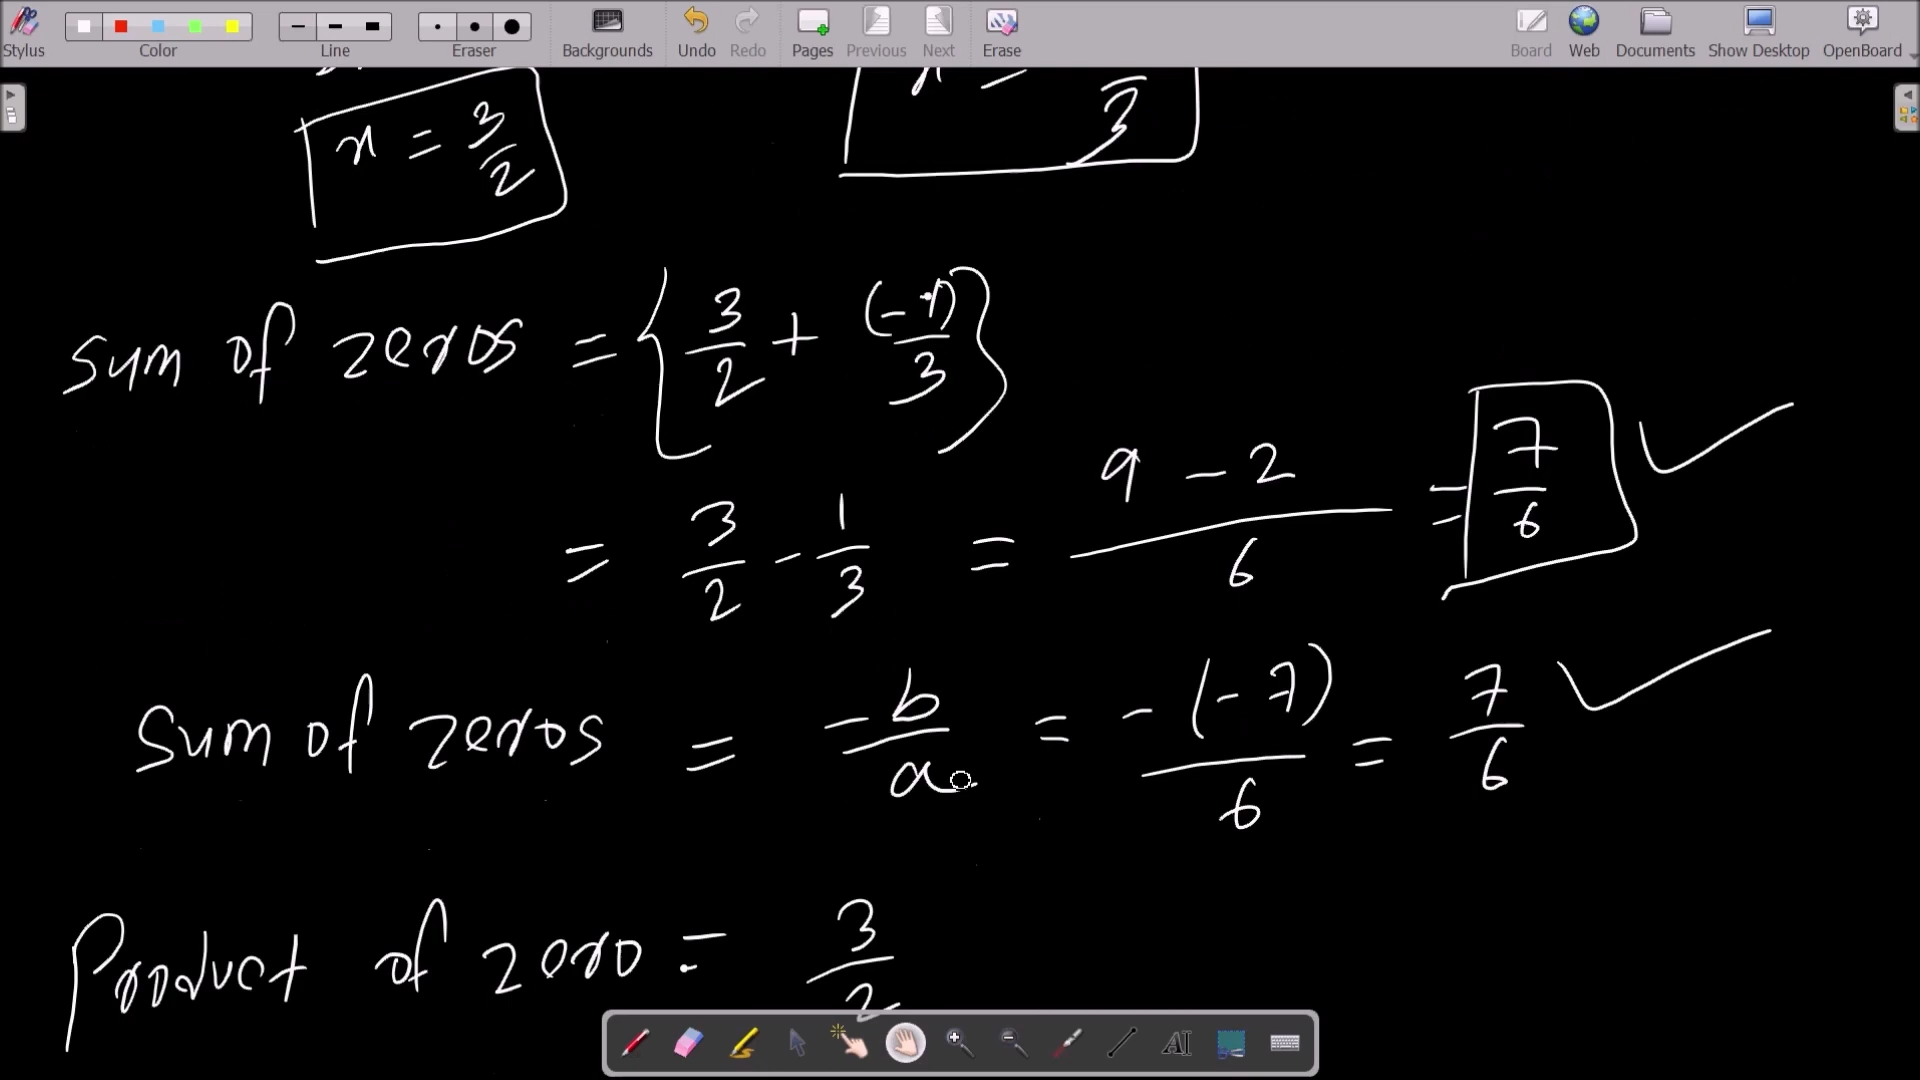 Stylus Color Line Eraser Backgrounds Undo Redo Pages Previous Next Erase Board Web Documents Show Desktop OpenBoard
x = 3/2
x = 3
sum of zeros = { 3/2 + (-1)/3 }
= 3/2 - 1/3 = 9 - 2 / 6 = 7/6 ✓
Sum of zeros = -b/a = -(-7)/6 = 7/6 ✓
Product of zero = 3/2
AI